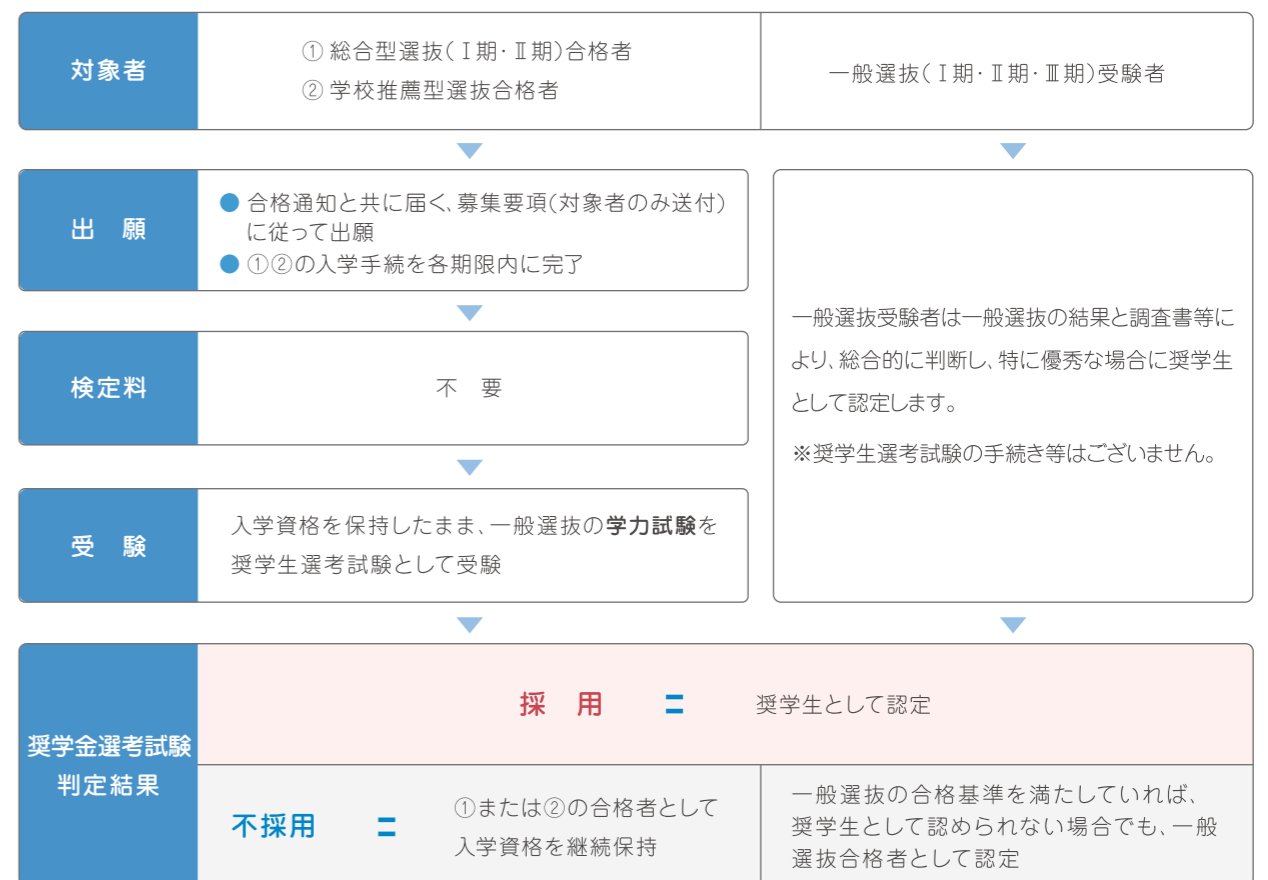 対象者
① 総合型選抜(Ⅰ期・Ⅱ期)合格者
② 学校推薦型選抜合格者
一般選抜(Ⅰ期・Ⅱ期・Ⅲ期)受験者
出　願
● 合格通知と共に届く、募集要項(対象者のみ送付)
に従って出願
● ①②の入学手続を各期限内に完了
検定料
不　要
受　験
入学資格を保持したまま、一般選抜の学力試験を
奨学生選考試験として受験
一般選抜受験者は一般選抜の結果と調査書等に
より、総合的に判断し、特に優秀な場合に奨学生
として認定します。
※奨学生選考試験の手続き等はございません。
奨学金選考試験
判定結果
採　用 = 奨学生として認定
不採用 = ①または②の合格者として
入学資格を継続保持
一般選抜の合格基準を満たしていれば、
奨学生として認められない場合でも、一般
選抜合格者として認定